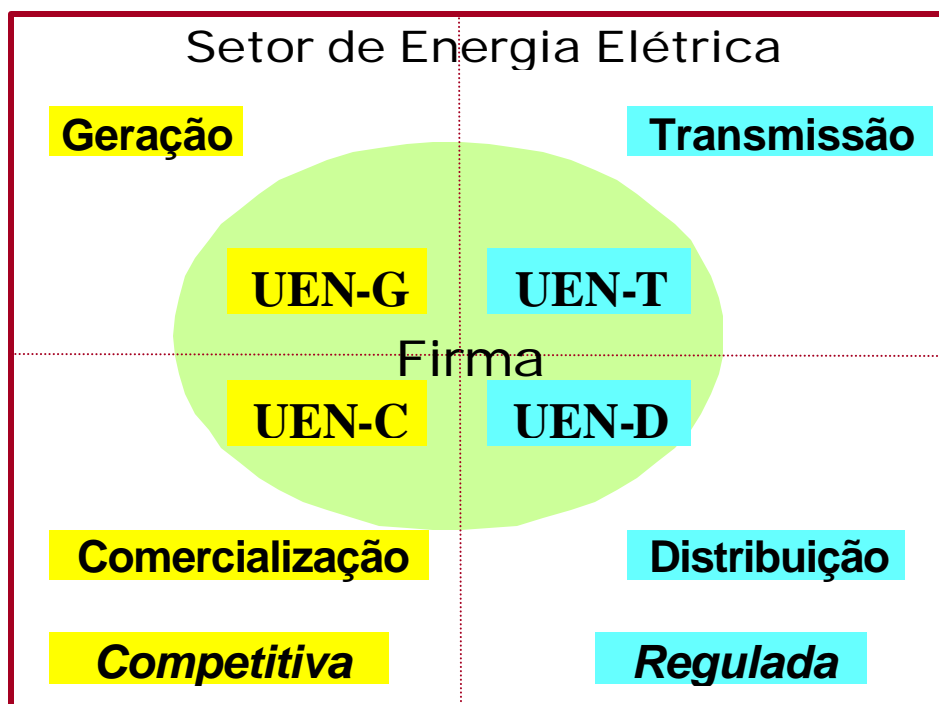 Setor de Energia Elétrica
Geração
Transmissão
UEN-G
UEN-T
Firma
UEN-C
UEN-D
Comercialização
Distribuição
Competitiva
Regulada